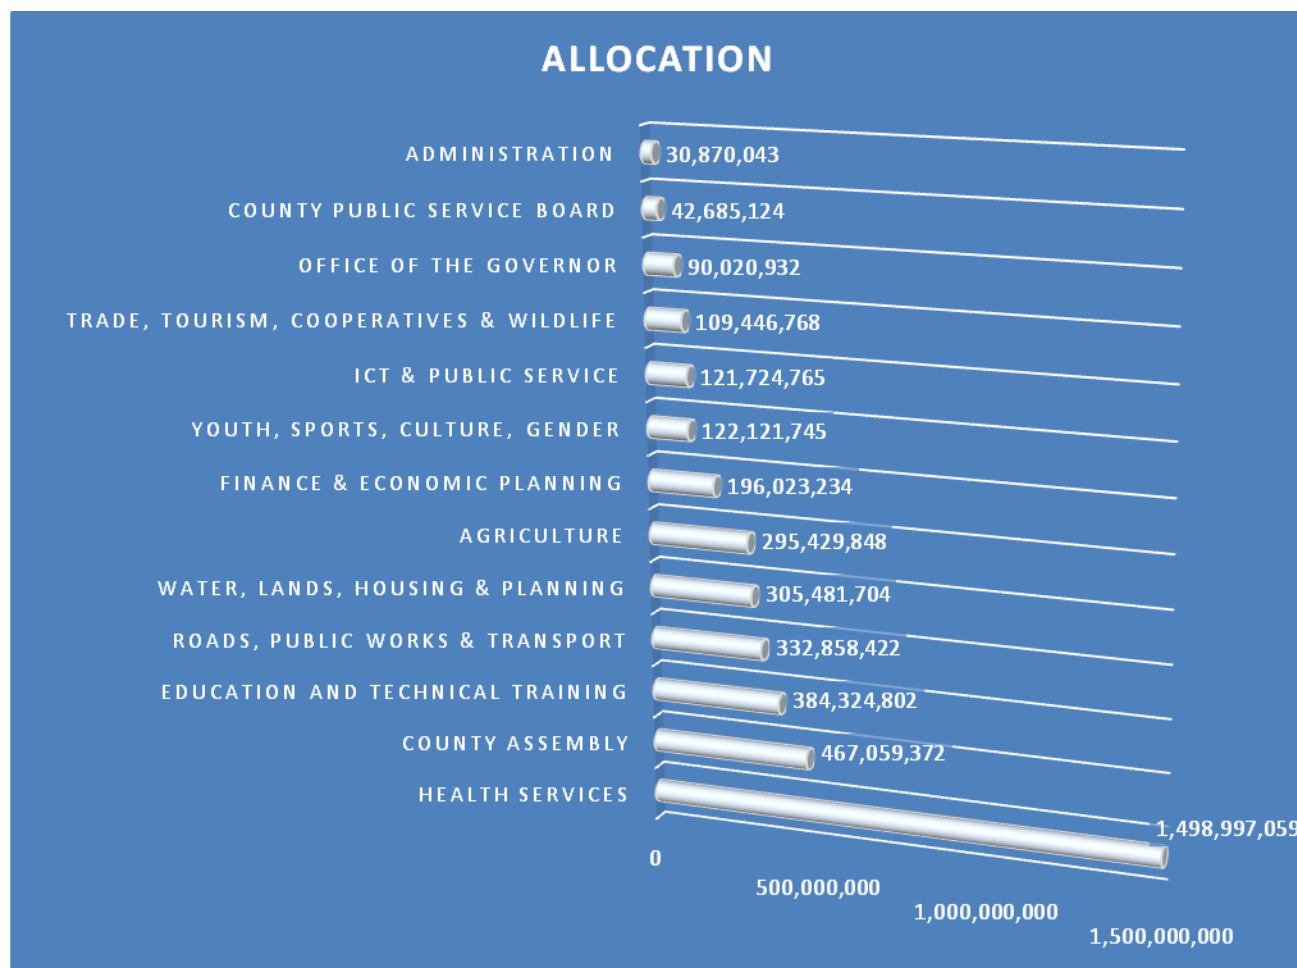 ALLOCATION
ADMINISTRATION 30,870,043
COUNTY PUBLIC SERVICE BOARD 42,685,124
OFFICE OF THE GOVERNOR 90,020,932
TRADE, TOURISM, COOPERATIVES & WILDLIFE 109,446,768
ICT & PUBLIC SERVICE 121,724,765
YOUTH, SPORTS, CULTURE, GENDER 122,121,745
FINANCE & ECONOMIC PLANNING 196,023,234
AGRICULTURE 295,429,848
WATER, LANDS, HOUSING & PLANNING 305,481,704
ROADS, PUBLIC WORKS & TRANSPORT 332,858,422
EDUCATION AND TECHNICAL TRAINING 384,324,802
COUNTY ASSEMBLY 467,059,372
HEALTH SERVICES 1,498,997,059
0
500,000,000
1,000,000,000
1,500,000,000